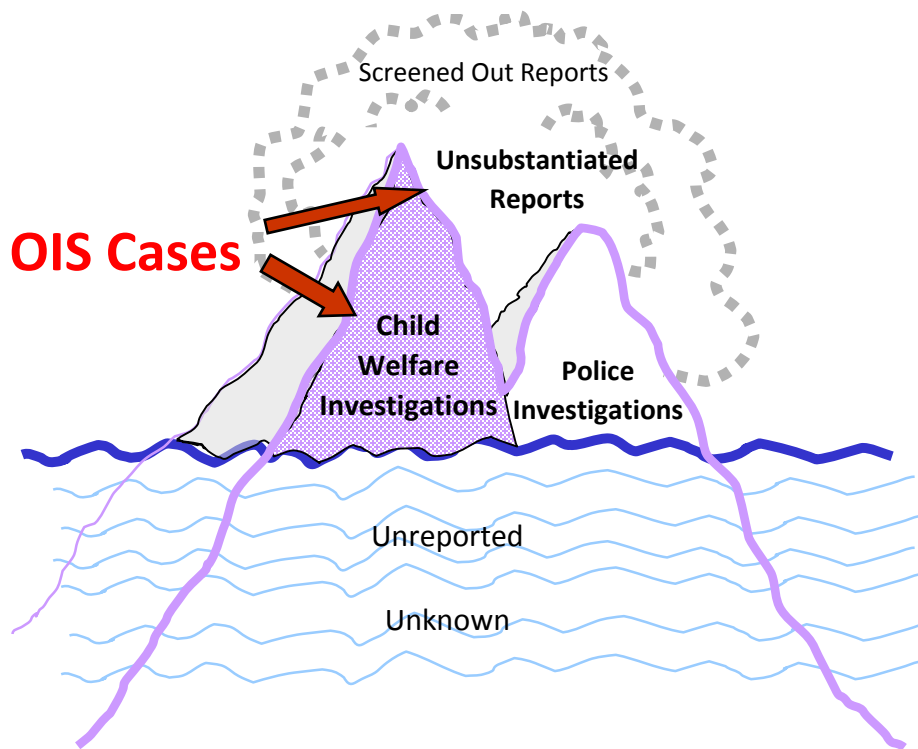 Screened Out Reports
Unsubstantiated
Reports
OIS Cases
Child
Welfare
Investigations
Police
Investigations
Unreported
Unknown